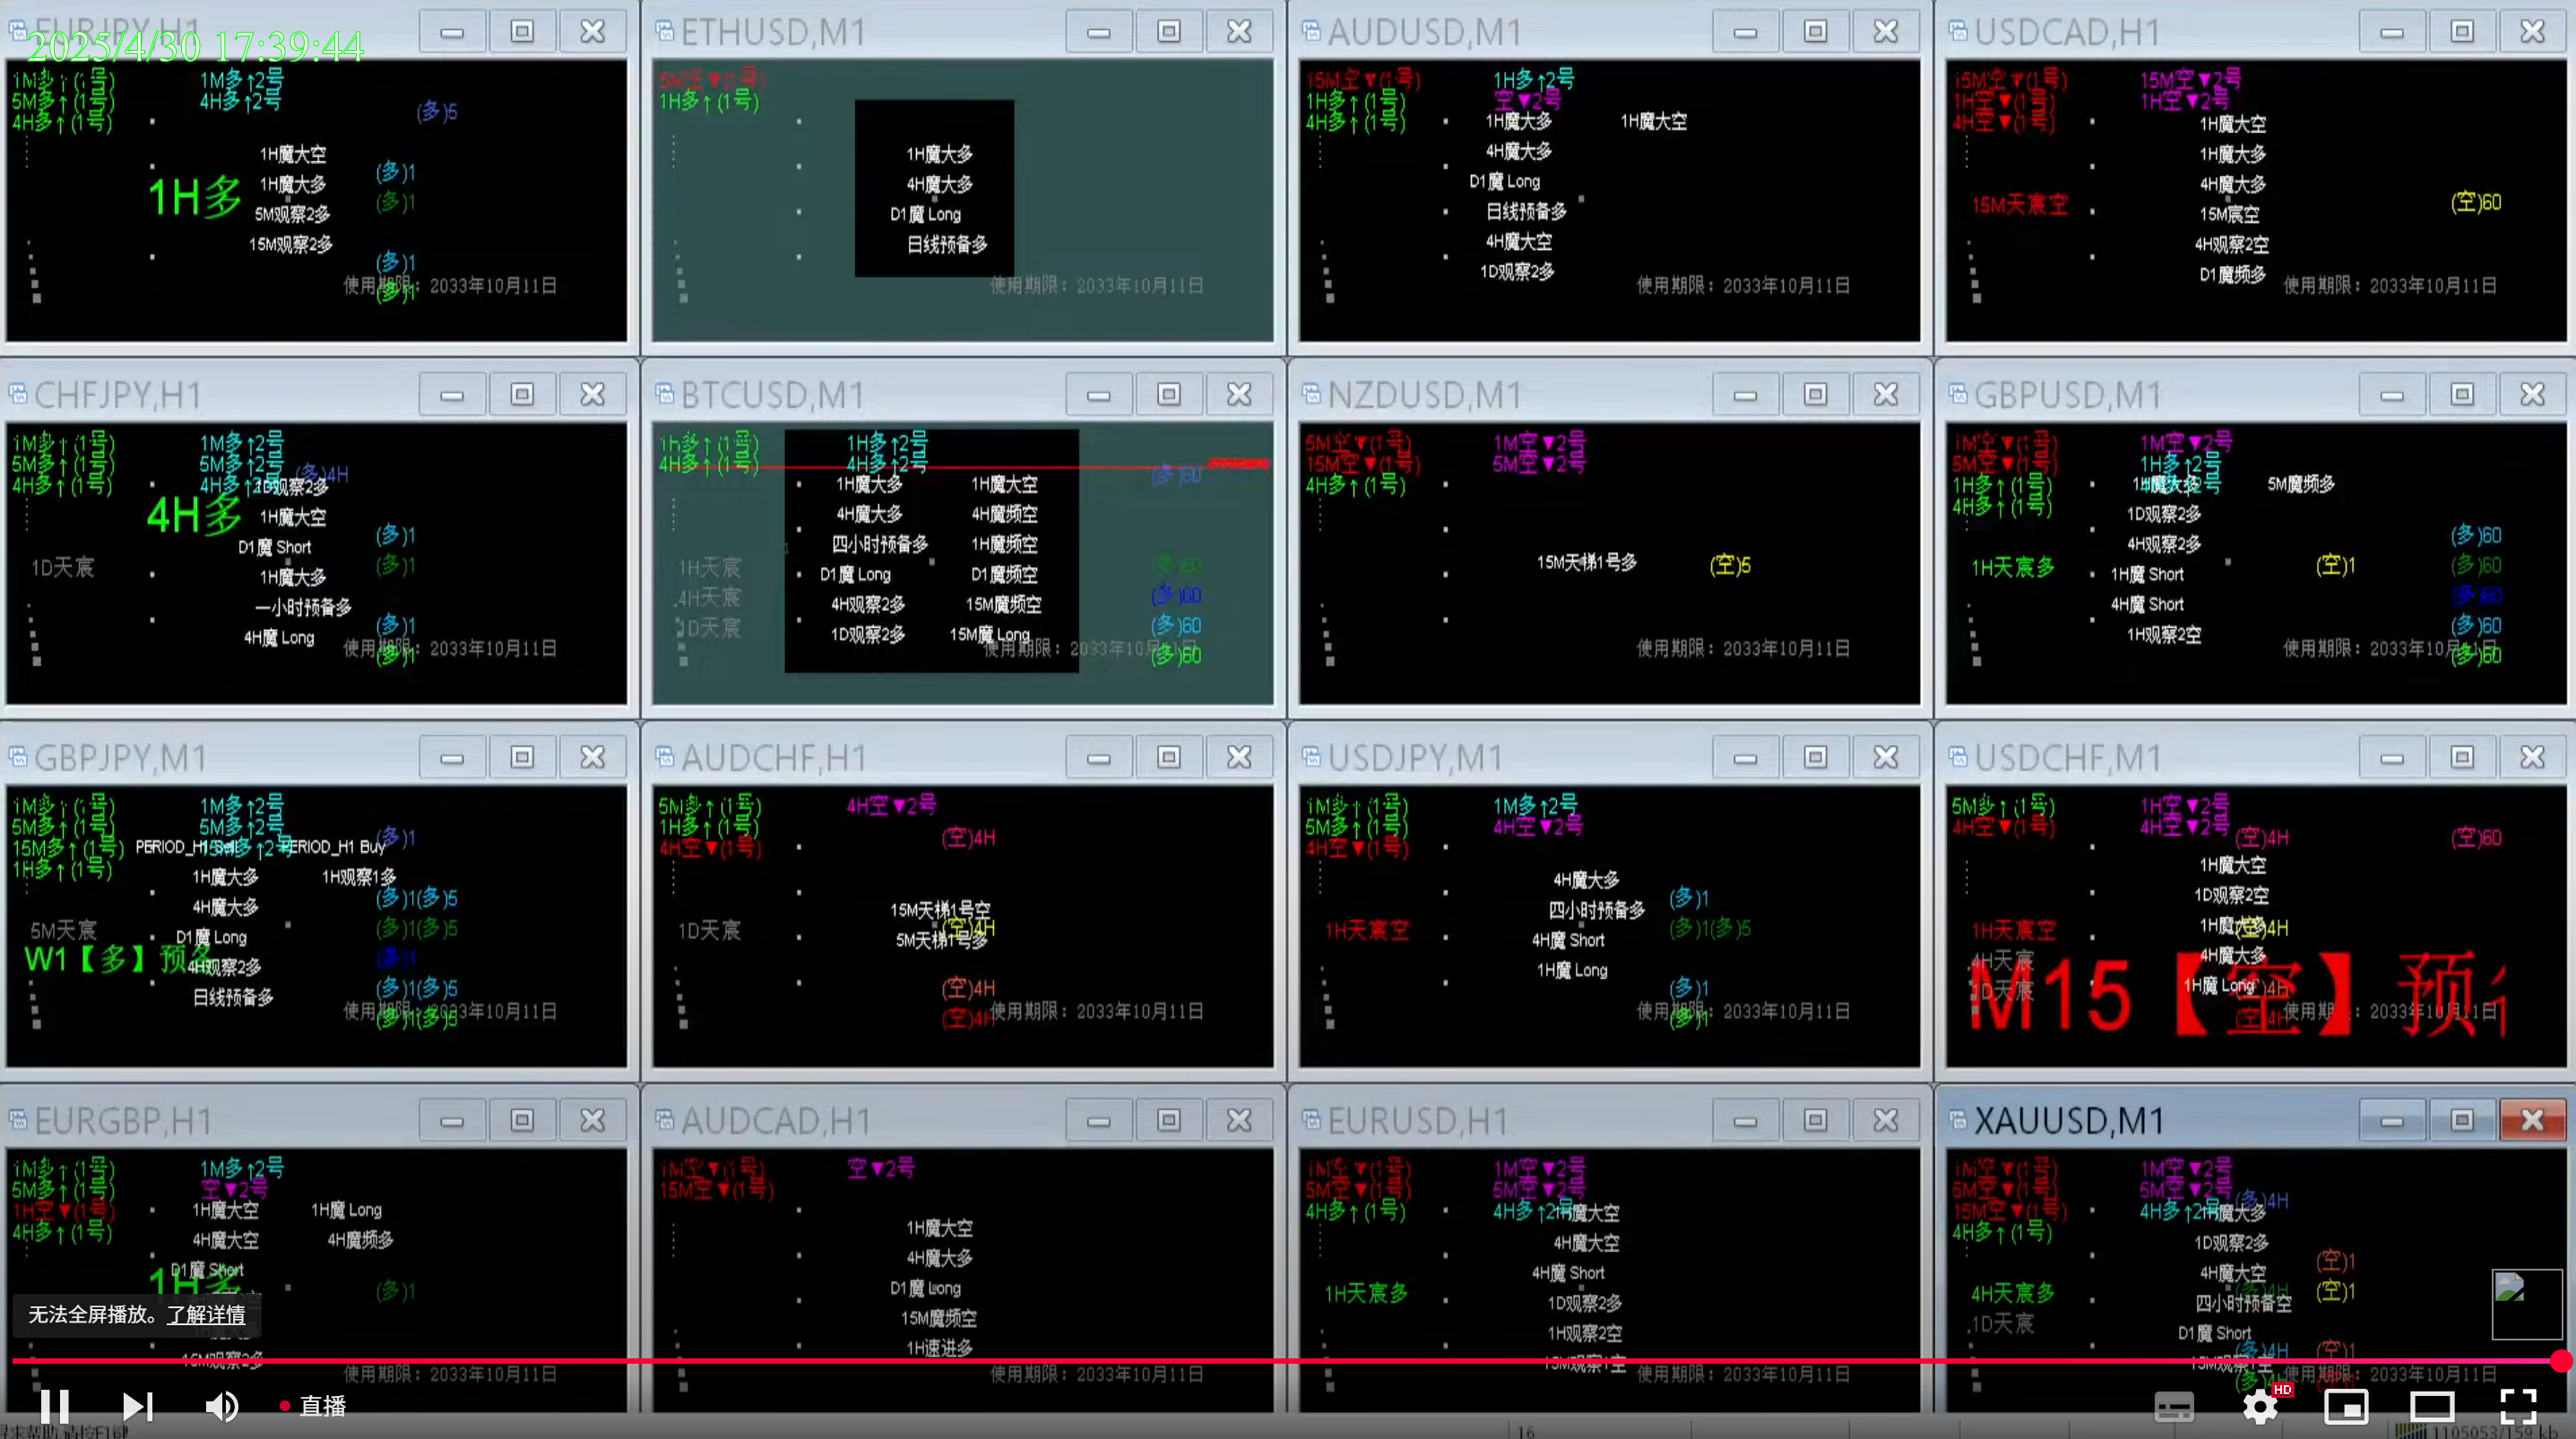 EURJPY,H1
2025/4/30 17:39:44
1M多↑(1号)
5M多↑(1号)
4H多↑(1号)
1M多↑2号
4H多↑2号
(多)5
1H魔大空
1H魔大多
5M观察2多
15M观察2多
1H多
(多)1
(多)1
(多)1
(多)1
使用期限：2033年10月11日
ETHUSD,M1
5M空▼(1号)
1H多↑(1号)
1H魔大多
4H魔大多
D1魔 Long
日线预备多
使用期限：2033年10月11日
AUDUSD,M1
15M空▼(1号)
1H多↑(1号)
4H多↑(1号)
1H多↑2号
空▼2号
1H魔大多
1H魔大空
4H魔大多
D1魔 Long
日线预备多
4H魔大空
1D观察2多
使用期限：2033年10月11日
USDCAD,H1
15M空▼(1号)
1H空▼(1号)
4H空▼(1号)
15M空▼2号
1H空▼2号
1H魔大空
1H魔大多
4H魔大多
15M宸空
4H观察2空
D1魔频多
15M天宸空
(空)60
使用期限：2033年10月11日
CHFJPY,H1
1M多↑(1号)
5M多↑(1号)
4H多↑(1号)
1M多↑2号
5M多↑2号
4H多↑2号
(多)4H
1D观察2多
4H多
1H魔大空
D1魔 Short
1H魔大多
一小时预备多
4H魔 Long
1D天宸
(多)1
(多)1
(多)1
(多)1
使用期限：2033年10月11日
BTCUSD,M1
1h多↑(1号)
4H多↑(1号)
1H多↑2号
4H多↑2号
1H魔大多
4H魔大多
四小时预备多
D1魔 Long
4H观察2多
1D观察2多
1H魔大空
4H魔频空
1H魔频空
D1魔频空
15M魔频空
15M魔 Long
1H天宸
4H天宸
1D天宸
(多)60
(多)60
(多)60
(多)60
(多)60
使用期限：2033年10月11日
NZDUSD,M1
5M空▼(1号)
15M空▼(1号)
4H多↑(1号)
1M空▼2号
5M空▼2号
15M天梯1号多
(空)5
使用期限：2033年10月11日
GBPUSD,M1
1M空▼(1号)
5M空▼(1号)
1H多↑(1号)
4H多↑(1号)
1M空▼2号
1H多↑2号
1H魔大多
5M魔频多
1D观察2多
4H观察2多
1H魔 Short
4H魔 Short
1H观察2空
1H天宸多
(空)1
(多)60
(多)60
(多)60
(多)60
(多)60
使用期限：2033年10月11日
GBPJPY,M1
1M多↑(1号)
5M多↑(1号)
15M多↑(1号)
1H多↑(1号)
1M多↑2号
5M多↑2号
15M多↑2号
PERIOD_H1
PERIOD_H1 Buy
(多)1
1H魔大多
1H观察1多
4H魔大多
D1魔 Long
4H观察2多
日线预备多
5M天宸
W1【多】预备
(多)1(多)5
(多)1(多)5
(多)1
(多)1(多)5
(多)1(多)5
使用期限：2033年10月11日
AUDCHF,H1
5M多↑(1号)
1H多↑(1号)
4H空▼(1号)
4H空▼2号
(空)4H
15M天梯1号空
(空)4H
5M天梯1号多
1D天宸
(空)4H
(空)4H
使用期限：2033年10月11日
USDJPY,M1
1M多↑(1号)
5M多↑(1号)
4H空▼(1号)
1M多↑2号
4H空▼2号
4H魔大多
四小时预备多
4H魔 Short
1H魔 Long
1H天宸空
(多)1
(多)1(多)5
(多)1
(多)1
使用期限：2033年10月11日
USDCHF,M1
5M多↑(1号)
4H空▼(1号)
1H空▼2号
4H空▼2号
(空)4H
(空)60
1H魔大空
1D观察2空
1H魔大多
(空)4H
4H魔大多
1H魔 Long
1H天宸空
4H天宸
1D天宸
M15【空】预
(空)4H
(空)4H
使用期限：2033年10月11日
EURGBP,H1
1M多↑(1号)
5M多↑(1号)
1H空▼(1号)
4H多↑(1号)
1M多↑2号
空▼2号
1H魔大空
1H魔 Long
4H魔大空
4H魔频多
D1魔 Short
1H多
(多)1
15M观察2多
使用期限：2033年10月11日
AUDCAD,H1
1M空▼(1号)
15M空▼(1号)
空▼2号
1H魔大空
4H魔大多
D1魔 Long
15M魔频空
1H速进多
使用期限：2033年10月11日
EURUSD,H1
1M空▼(1号)
5M空▼(1号)
4H多↑(1号)
1M空▼2号
5M空▼2号
4H多↑2号
1H魔大空
4H魔大空
4H魔 Short
1D观察2多
1H观察2空
15M观察1空
1H天宸多
使用期限：2033年10月11日
XAUUSD,M1
1M空▼(1号)
5M空▼(1号)
15M空▼(1号)
4H多↑(1号)
1M空▼2号
5M空▼2号
4H多↑2号
(多)4H
1H魔大多
1D观察2多
4H魔大空
四小时预备空
D1魔 Short
15M观察1空
4H天宸多
1D天宸
(空)1
(空)1
(多)4H
(空)1
使用期限：2033年10月11日
无法全屏播放。了解详情
直播
HD
16
1105053/159 kb